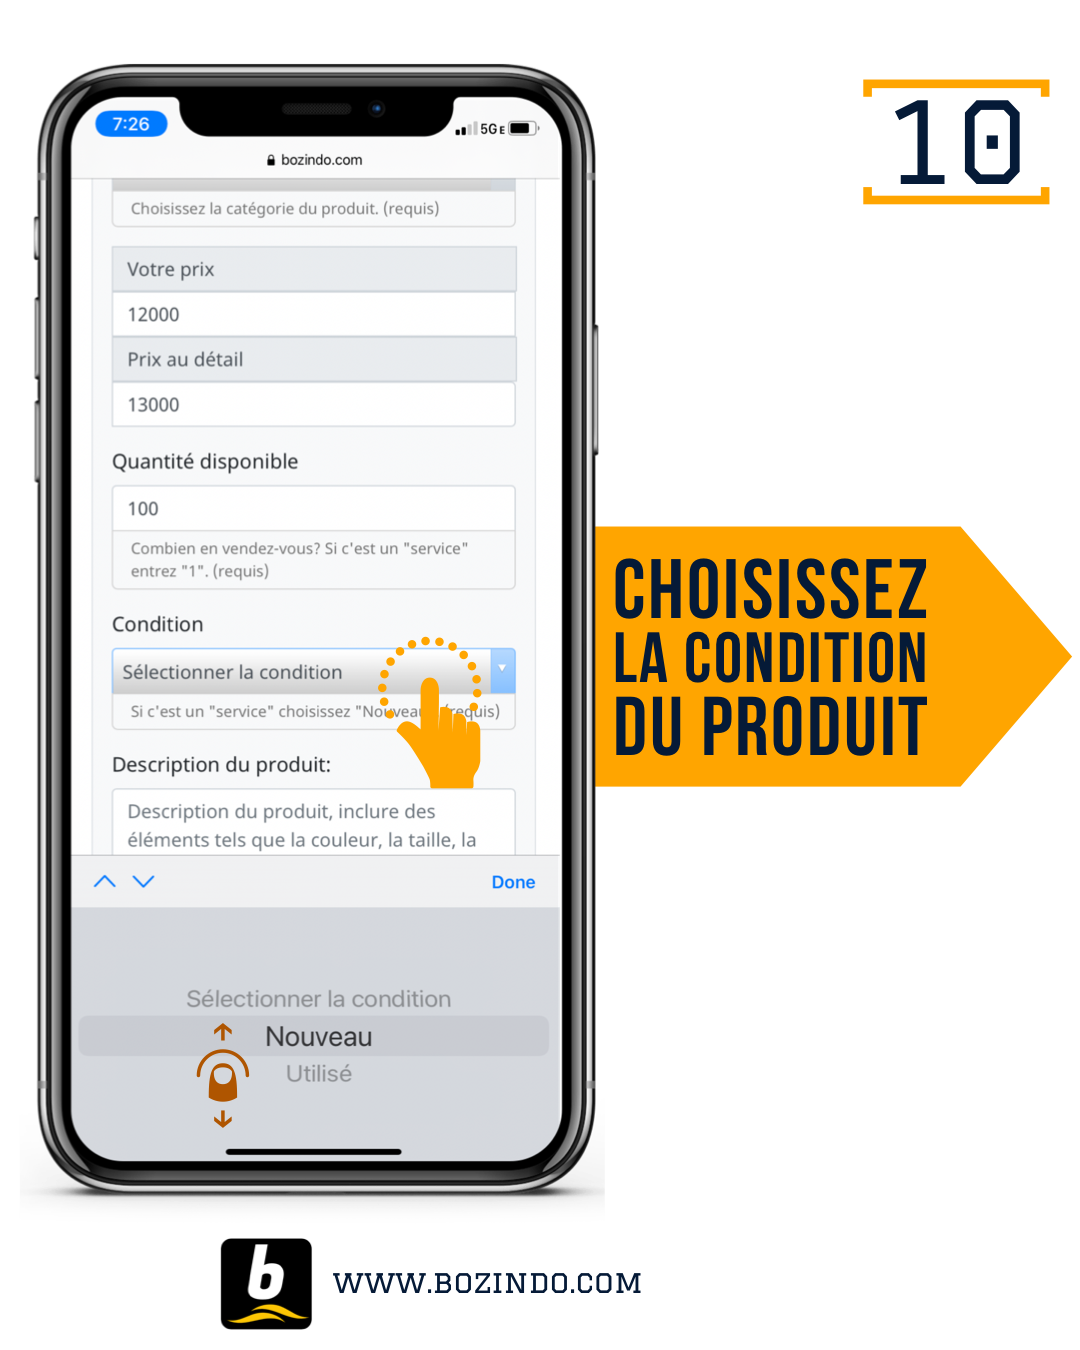 10
7:26
5GE
bozindo.com
Choisissez la catégorie du produit. (requis)
Votre prix
12000
Prix au détail
13000
Quantité disponible
100
Combien en vendez-vous? Si c'est un "service"
entrez "1". (requis)
Condition
Sélectionner la condition
Si c'est un "service" choisissez (requis)
Description du produit:
Description du produit, inclure des
éléments tels que la couleur, la taille, la
Done
Sélectionner la condition
Nouveau
Utilisé
CHOISISSEZ
LA CONDITION
DU PRODUIT
b
WWW.BOZINDO.COM